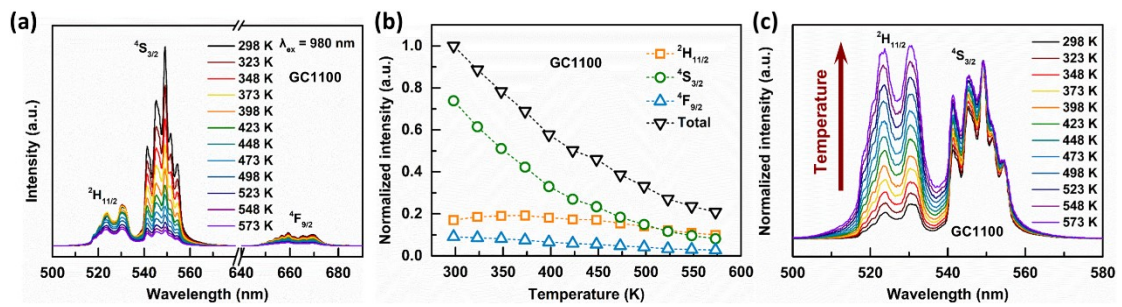 (a)
⁴S₃/₂
λₑₓ = 980 nm
GC1100
298 K
323 K
348 K
373 K
398 K
423 K
448 K
473 K
498 K
523 K
548 K
573 K
²H₁₁/₂
⁴F₉/₂
Intensity (a.u.)
500 520 540 560 640 660 680
Wavelength (nm)
(b)
GC1100
²H₁₁/₂
⁴S₃/₂
⁴F₉/₂
Total
Normalized intensity (a.u.)
1.0
0.8
0.6
0.4
0.2
0.0
250 300 350 400 450 500 550 600
Temperature (K)
(c)
²H₁₁/₂
⁴S₃/₂
Temperature
298 K
323 K
348 K
373 K
398 K
423 K
448 K
473 K
498 K
523 K
548 K
573 K
GC1100
Normalized intensity (a.u.)
500 520 540 560 580
Wavelength (nm)